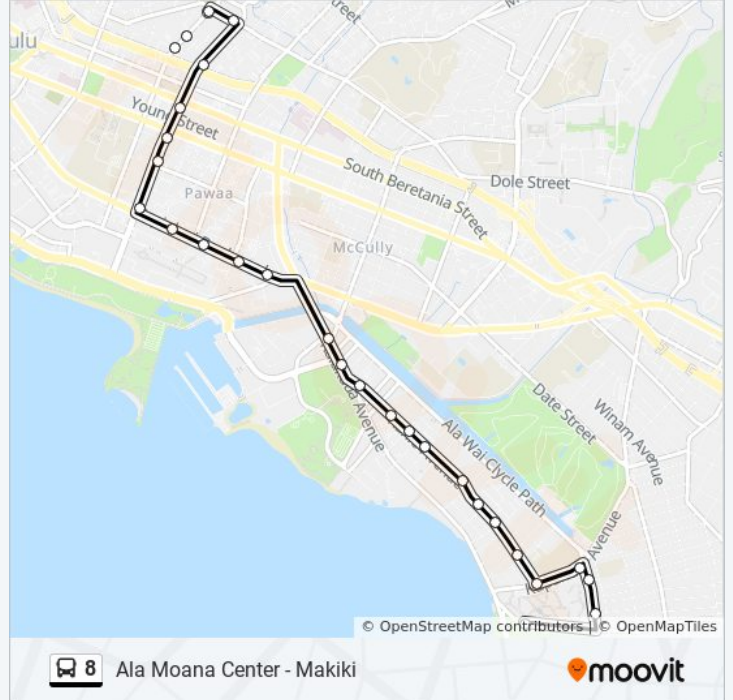 ulu
Young Street
South Beretania Street
Dole Street
Pawaa
McCully
Date Street
Winam Avenue
Avenue
Ala Wai Clycle Path
Avenue
© OpenStreetMap contributors | © OpenMapTiles
8 Ala Moana Center - Makiki
moovit